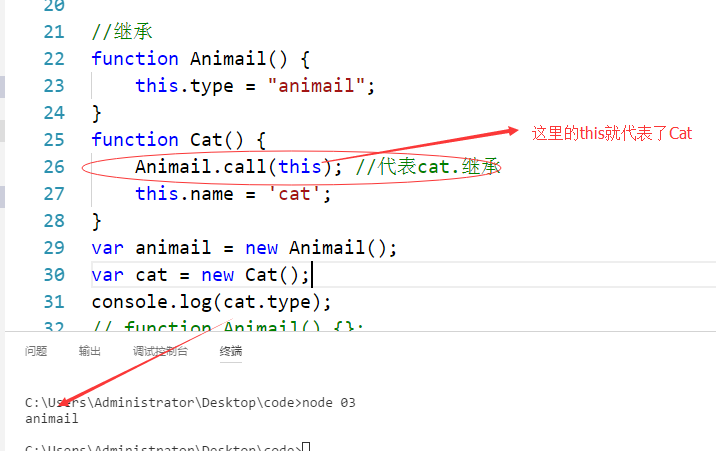 20
21 //继承
22 function Animail() {
23 this.type = "animail";
24 }
25 function Cat() {
这里的this就代表了Cat
26 Animail.call(this); //代表cat.继承
27 this.name = 'cat';
28 }
29 var animail = new Animail();
30 var cat = new Cat();
31 console.log(cat.type);
32 // function Animail() {};
问题 输出 调试控制台 终端
C:\Users\Administrator\Desktop\code>node 03
animail
C:\Users\Administrator\Desktop\code>